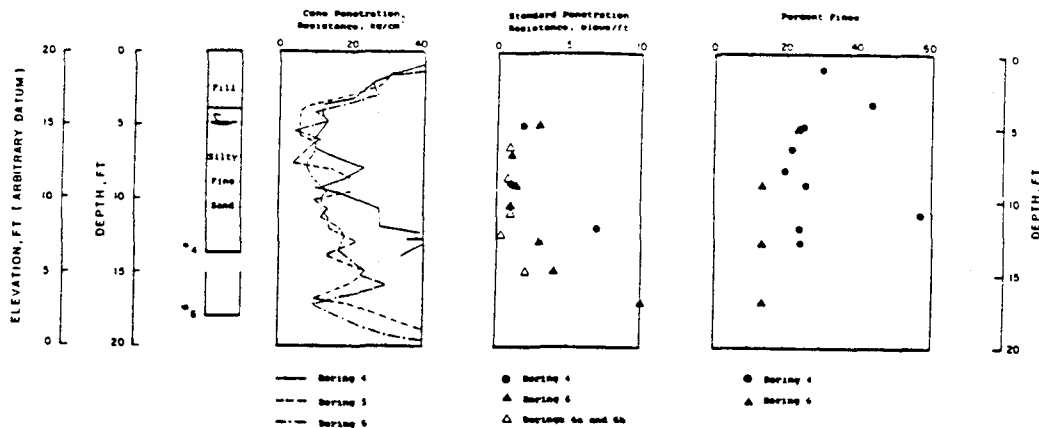 Cone Penetration,
Resistance, kg/cm²
0 20 40
Standard Penetration
Resistance, blows/ft
0 5 10
Percent Fines
0 20 40 60
ELEVATION, FT (ARBITRARY DATUM)
20
15
10
5
0
DEPTH, FT
0
5
10
15
20
Fill
Silty
Fine
Sand
4
DEPTH, FT
0
5
10
15
20
Boring 4
Boring 5
Boring 6
Boring 4
Boring 6
Borings 6a and 6b
Boring 4
Boring 6